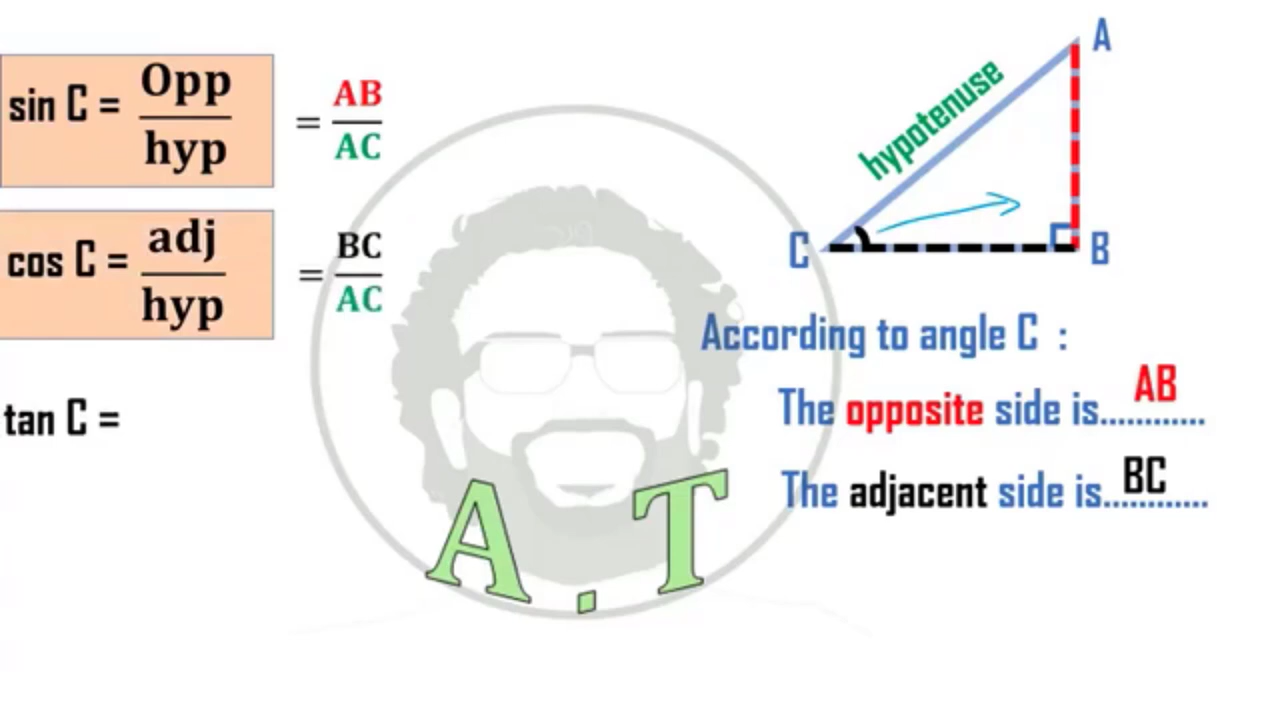 sin C = Opp/hyp = AB/AC
cos C = adj/hyp = BC/AC
tan C =
A
hypotenuse
C
B
According to angle C :
The opposite side is.............AB
The adjacent side is.............BC
A . T